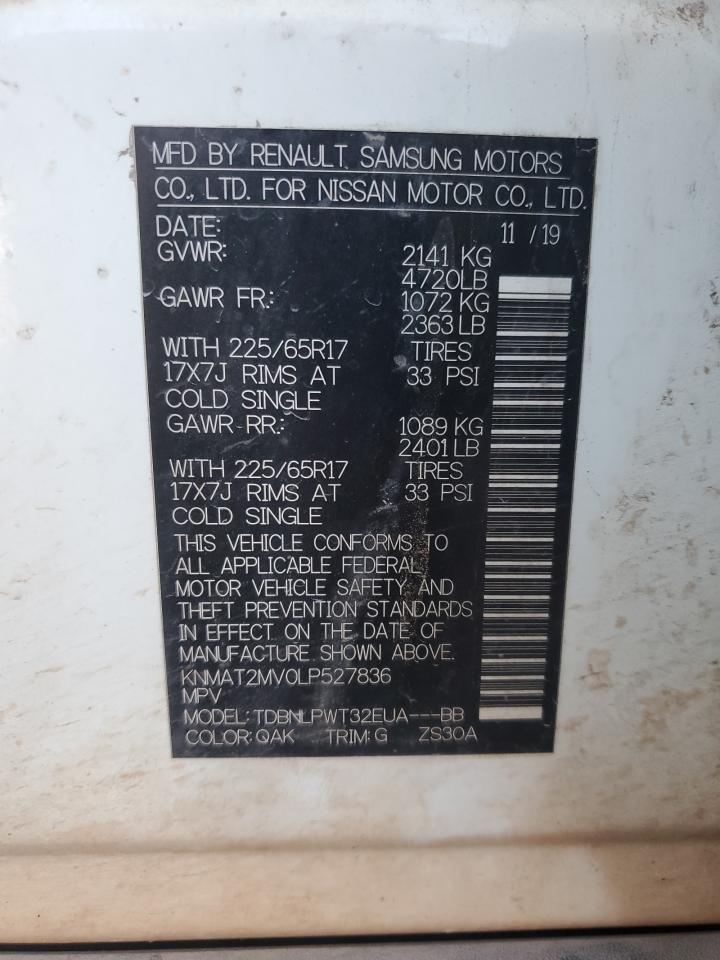 MFD BY RENAULT SAMSUNG MOTORS
CO., LTD. FOR NISSAN MOTOR CO., LTD.
DATE: 11 / 19
GVWR: 2141 KG
4720LB
GAWR FR.: 1072 KG
2363 LB
WITH 225/65R17 TIRES
17X7J RIMS AT 33 PSI
COLD SINGLE
GAWR RR.: 1089 KG
2401 LB
WITH 225/65R17 TIRES
17X7J RIMS AT 33 PSI
COLD SINGLE
THIS VEHICLE CONFORMS TO
ALL APPLICABLE FEDERAL
MOTOR VEHICLE SAFETY AND
THEFT PREVENTION STANDARDS
IN EFFECT ON THE DATE OF
MANUFACTURE SHOWN ABOVE.
KNMAT2MV0LP527836
MPV
MODEL: TDBNLPWT32EUA---BB
COLOR: QAK TRIM: G ZS30A